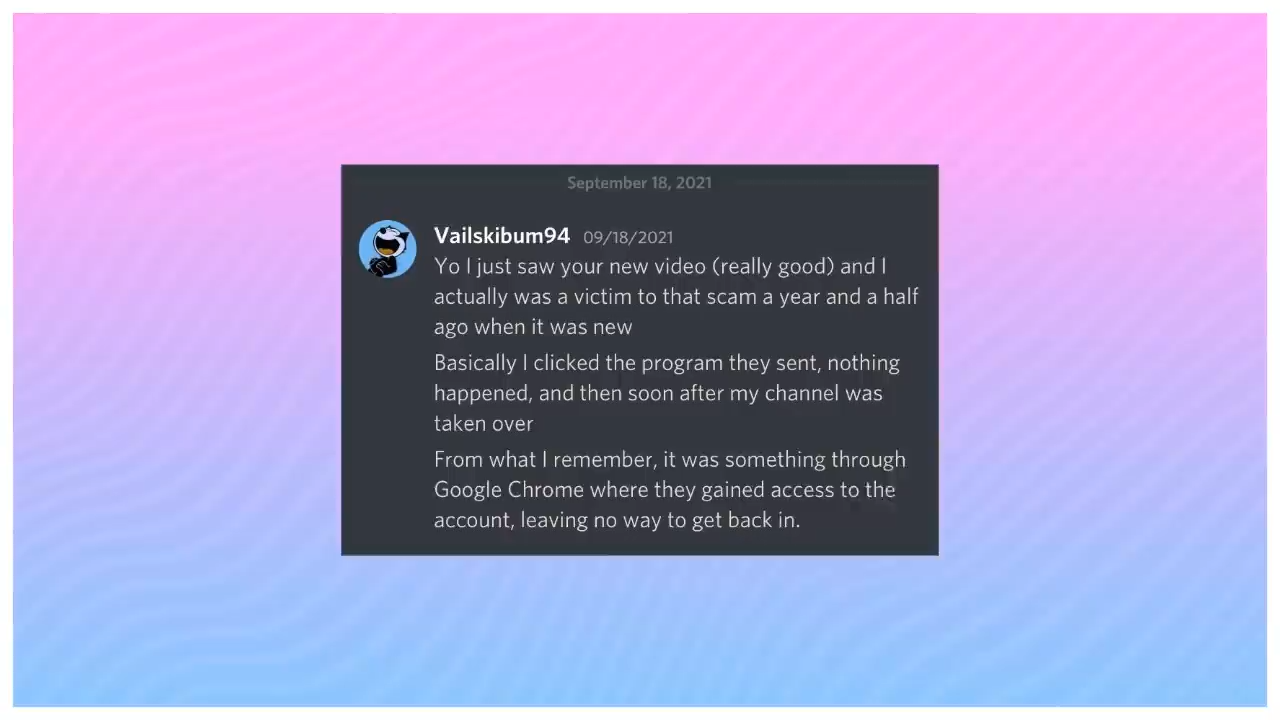 September 18, 2021
Vailskibum94 09/18/2021
Yo I just saw your new video (really good) and I
actually was a victim to that scam a year and a half
ago when it was new
Basically I clicked the program they sent, nothing
happened, and then soon after my channel was
taken over
From what I remember, it was something through
Google Chrome where they gained access to the
account, leaving no way to get back in.